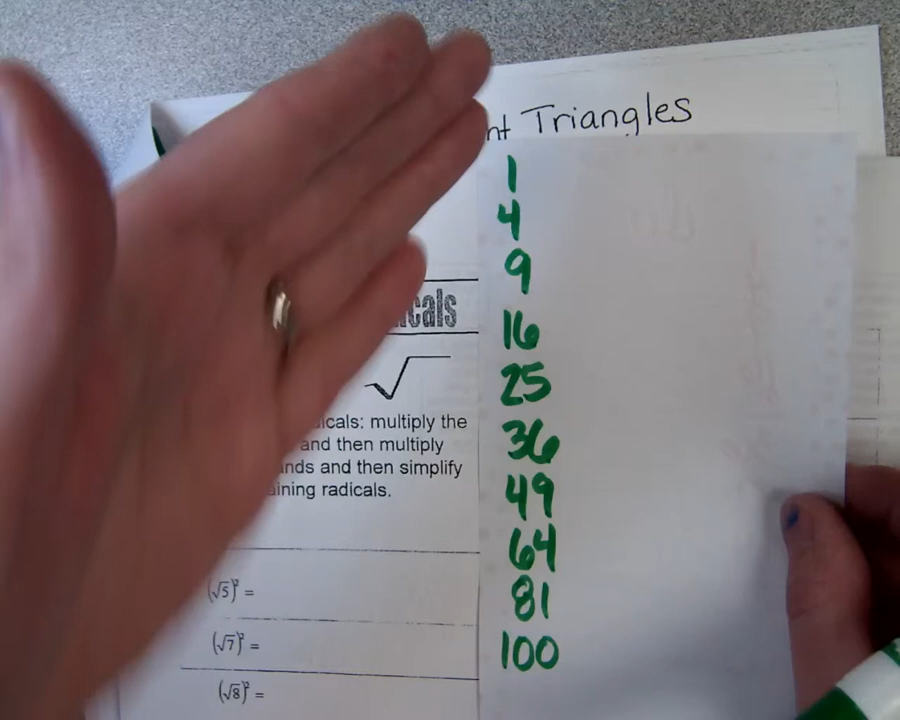 nt Triangles
1
4
9
16
25
36
49
64
81
100
cals
√
icals: multiply the
and then multiply
nds and then simplify
aining radicals.
(√5)² =
(√7)² =
(√8)² =